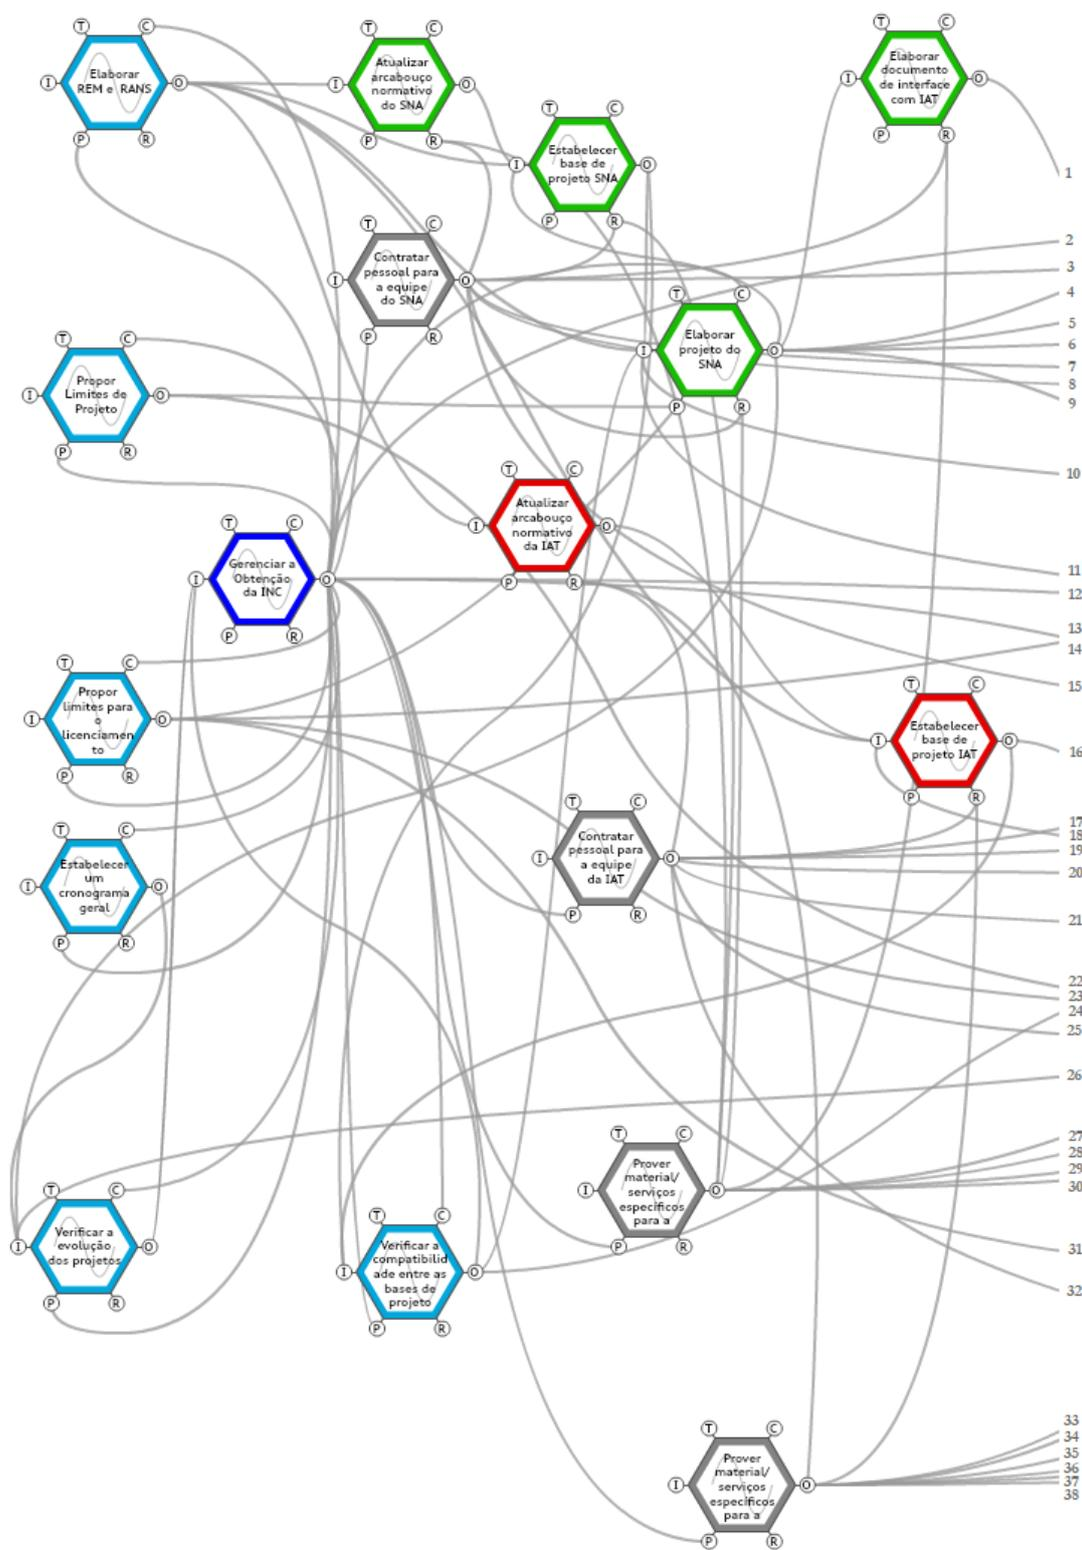 T C
Elaborar
REM e RANS
I O
P R
T C
Atualizar
arcabouço
normativo
do SNA
I O
P R
T C
Estabelecer
base de
projeto SNA
I O
P R
T C
Elaborar
documento
de interface
com IAT
I O
P R
T C
Contratar
pessoal para
a equipe
do SNA
I O
P R
T C
Elaborar
projeto do
SNA
I O
P R
T C
Propor
Limites de
Projeto
I O
P R
T C
Atualizar
arcabouço
normativo
da IAT
I O
P R
T C
Gerenciar a
Obtenção
da INC
I O
P R
T C
Propor
limites para
o
licenciamen
to
I O
P R
T C
Estabelecer
base de
projeto IAT
I O
P R
T C
Estabelecer
um
cronograma
geral
I O
P R
T C
Contratar
pessoal para
a equipe
da IAT
I O
P R
T C
Verificar a
evolução
dos projetos
I O
P R
T C
Verificar a
compatibilid
ade entre as
bases de
projeto
I O
P R
T C
Prover
material/
serviços
específicos
para a
I O
P R
T C
Prover
material/
serviços
específicos
para a
I O
P R
1
2
3
4
5
6
7
8
9
10
11
12
13
14
15
16
17
18
19
20
21
22
23
24
25
26
27
28
29
30
31
32
33
34
35
36
37
38